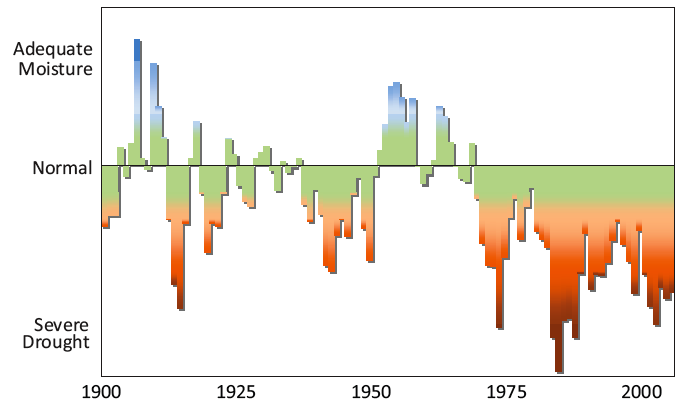 Adequate
Moisture
Normal
Severe
Drought
1900 1925 1950 1975 2000